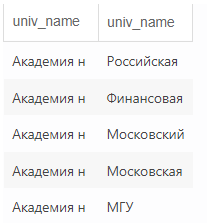 univ_name univ_name
Академия н Российская
Академия н Финансовая
Академия н Московский
Академия н Московская
Академия н МГУ